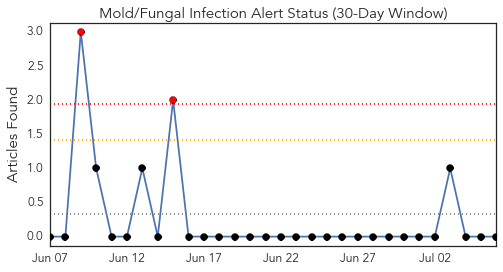 Mold/Fungal Infection Alert Status (30-Day Window)
Articles Found
3.0
2.5
2.0
1.5
1.0
0.5
0.0
Jun 07 Jun 12 Jun 17 Jun 22 Jun 27 Jul 02